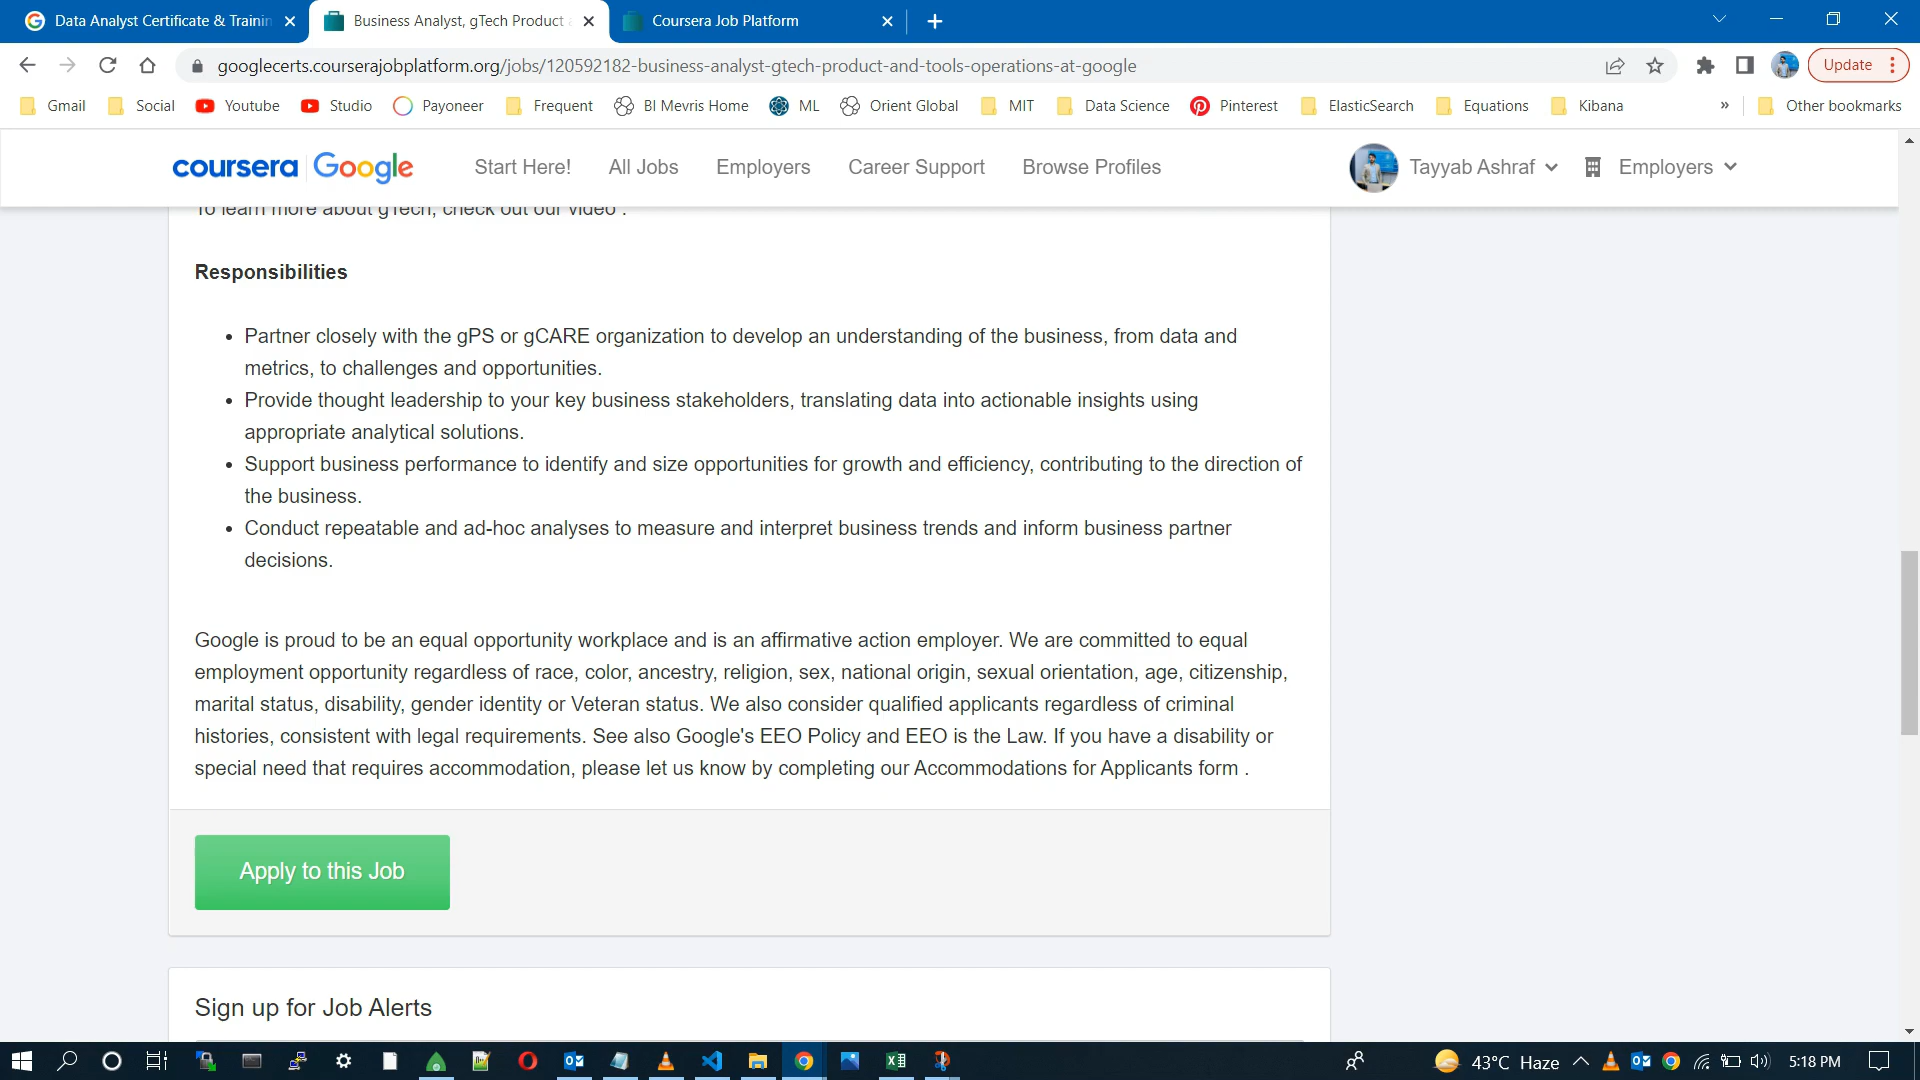 Data Analyst Certificate & Trainin
Business Analyst, gTech Product a
Coursera Job Platform
googlecerts.courserajobplatform.org/jobs/120592182-business-analyst-gtech-product-and-tools-operations-at-google
Update
Gmail Social Youtube Studio Payoneer Frequent BI Mevris Home ML Orient Global MIT Data Science Pinterest ElasticSearch Equations Kibana » Other bookmarks
coursera Google Start Here! All Jobs Employers Career Support Browse Profiles Tayyab Ashraf Employers
To learn more about gTech, check out our video .
Responsibilities
• Partner closely with the gPS or gCARE organization to develop an understanding of the business, from data and
metrics, to challenges and opportunities.
• Provide thought leadership to your key business stakeholders, translating data into actionable insights using
appropriate analytical solutions.
• Support business performance to identify and size opportunities for growth and efficiency, contributing to the direction of
the business.
• Conduct repeatable and ad-hoc analyses to measure and interpret business trends and inform business partner
decisions.
Google is proud to be an equal opportunity workplace and is an affirmative action employer. We are committed to equal
employment opportunity regardless of race, color, ancestry, religion, sex, national origin, sexual orientation, age, citizenship,
marital status, disability, gender identity or Veteran status. We also consider qualified applicants regardless of criminal
histories, consistent with legal requirements. See also Google's EEO Policy and EEO is the Law. If you have a disability or
special need that requires accommodation, please let us know by completing our Accommodations for Applicants form .
Apply to this Job
Sign up for Job Alerts
43°C Haze 5:18 PM